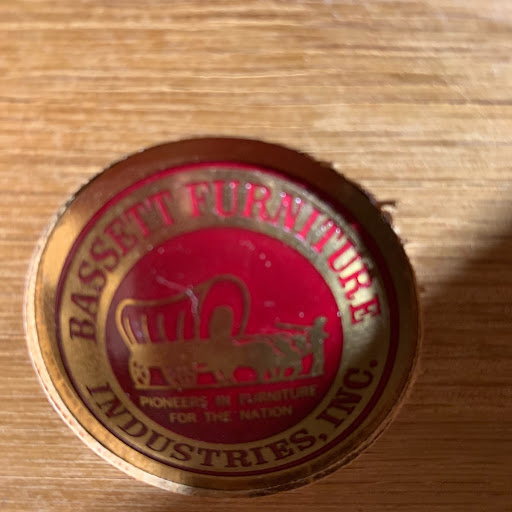 BASSETT FURNITURE
INDUSTRIES, INC.
PIONEERS IN FURNITURE
FOR THE NATION